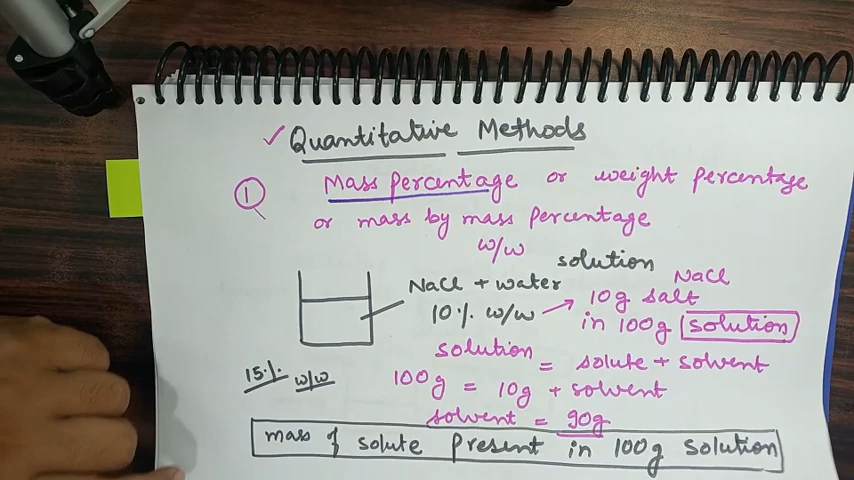 ✓ Quantitative Methods
① Mass percentage or weight percentage
or mass by mass percentage
w/w
solution
NaCl + water NaCl
10% w/w → 10g salt
in 100g solution
solution = solute + solvent
15% w/w 100g = 10g + solvent
solvent = 90g
mass of solute present in 100g solution